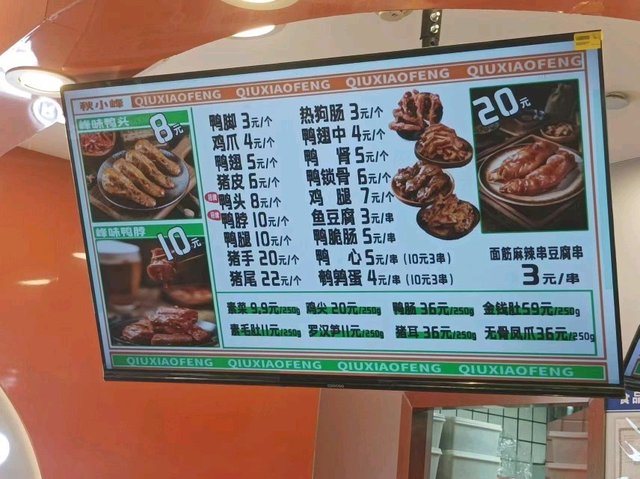 秋小峰 QIUXIAOFENG QIUXIAOFENG QIUXIAOFENG QIUXIAOFENG
峰味鸭头
8元
峰味鸭脖
10元
鸭脚 3元/个
鸡爪 4元/个
鸭翅 5元/个
猪皮 6元/个
鸭头 8元/个
鸭脖 10元/个
鸭腿 10元/个
猪手 20元/个
猪尾 22元/个
热狗肠 3元/个
鸭翅中 4元/个
鸭肾 5元/个
鸭锁骨 6元/个
鸡腿 7元/个
鱼豆腐 3元/串
鸭脆肠 5元/串
鸭心 5元/串 (10元3串)
鹌鹑蛋 4元/串 (10元3串)
20元
面筋麻辣串豆腐串
3元/串
素菜 9.9元/250g 鸡尖 20元/250g 鸭肠 36元/250g 金钱肚59元/250g
素毛肚11元/250g 罗汉笋11元/250g 猪耳 36元/250g 无骨凤爪36元/250g
QIUXIAOFENG QIUXIAOFENG QIUXIAOFENG QIUXIAOFENG QIUXIAOFENG
食品